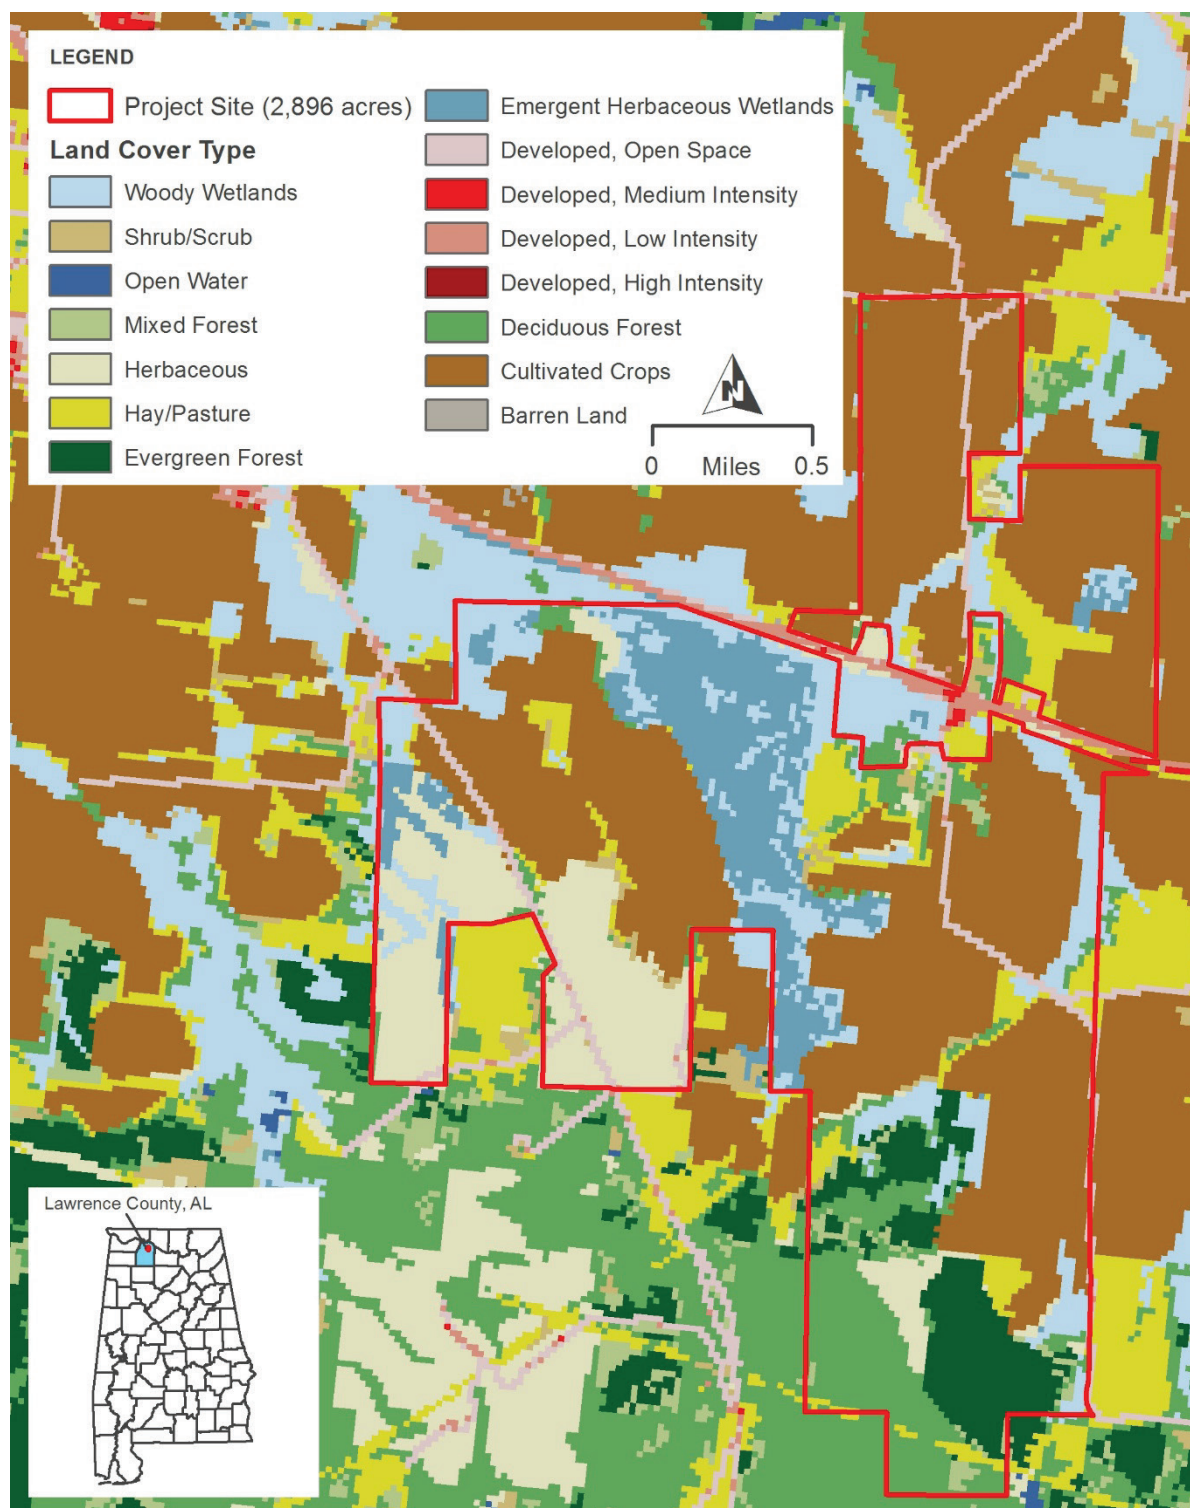 LEGEND
Project Site (2,896 acres)
Land Cover Type
Woody Wetlands
Shrub/Scrub
Open Water
Mixed Forest
Herbaceous
Hay/Pasture
Evergreen Forest
Emergent Herbaceous Wetlands
Developed, Open Space
Developed, Medium Intensity
Developed, Low Intensity
Developed, High Intensity
Deciduous Forest
Cultivated Crops
Barren Land
N
0 Miles 0.5
Lawrence County, AL